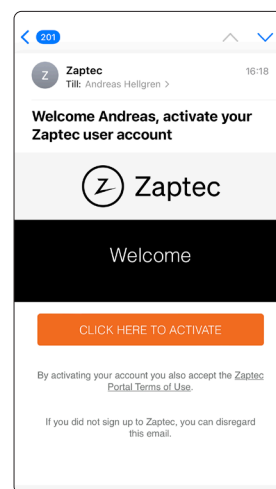 201
Z
Zaptec
16:18
Till: Andreas Hellgren >
Welcome Andreas, activate your
Zaptec user account
Z Zaptec
Welcome
CLICK HERE TO ACTIVATE
By activating your account you also accept the Zaptec
Portal Terms of Use.
If you did not sign up to Zaptec, you can disregard
this email.